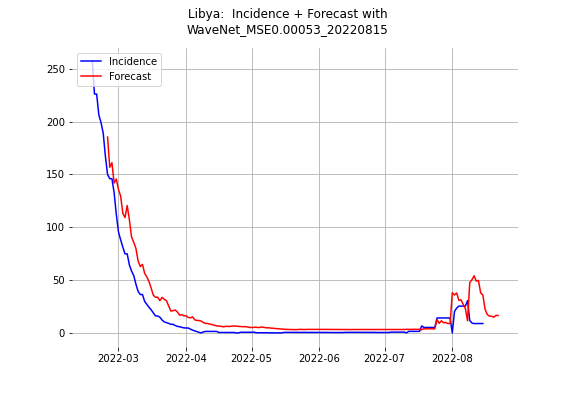 Libya:  Incidence + Forecast with
WaveNet_MSE0.00053_20220815
Incidence
Forecast
250
200
150
100
50
0
2022-03 2022-04 2022-05 2022-06 2022-07 2022-08